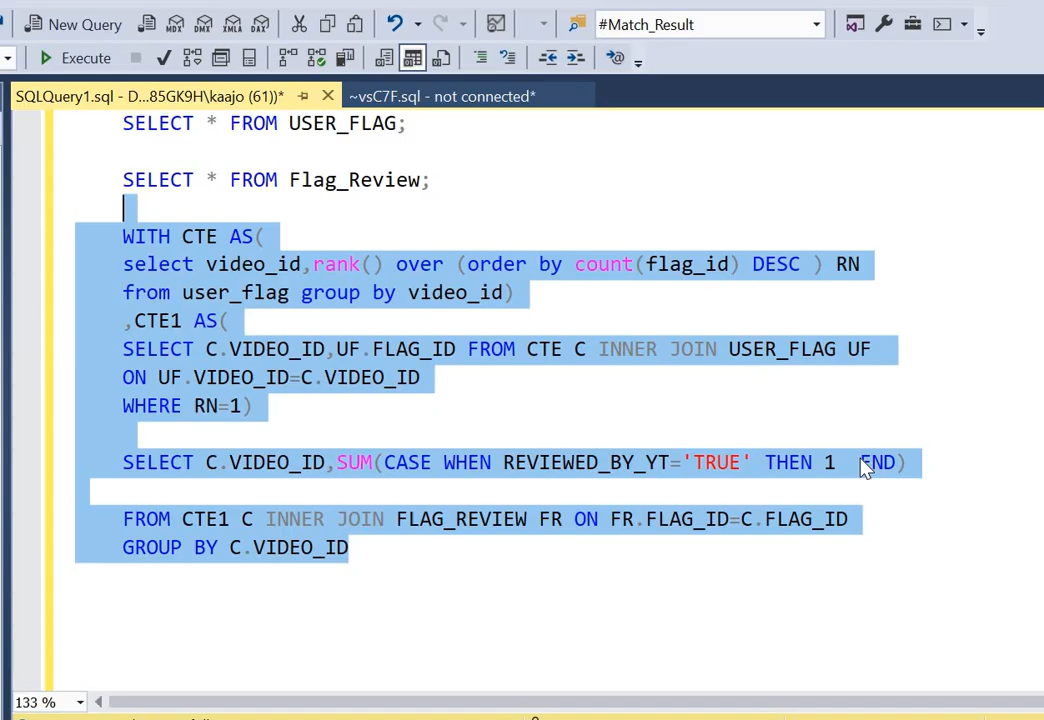 New Query MDX DMX XMLA DAX #Match_Result
Execute
SQLQuery1.sql - D...85GK9H\kaajo (61))* ~vsC7F.sql - not connected*
SELECT * FROM USER_FLAG;
SELECT * FROM Flag_Review;
WITH CTE AS(
select video_id,rank() over (order by count(flag_id) DESC ) RN
from user_flag group by video_id)
,CTE1 AS(
SELECT C.VIDEO_ID,UF.FLAG_ID FROM CTE C INNER JOIN USER_FLAG UF
ON UF.VIDEO_ID=C.VIDEO_ID
WHERE RN=1)
SELECT C.VIDEO_ID,SUM(CASE WHEN REVIEWED_BY_YT='TRUE' THEN 1 END)
FROM CTE1 C INNER JOIN FLAG_REVIEW FR ON FR.FLAG_ID=C.FLAG_ID
GROUP BY C.VIDEO_ID
133 %